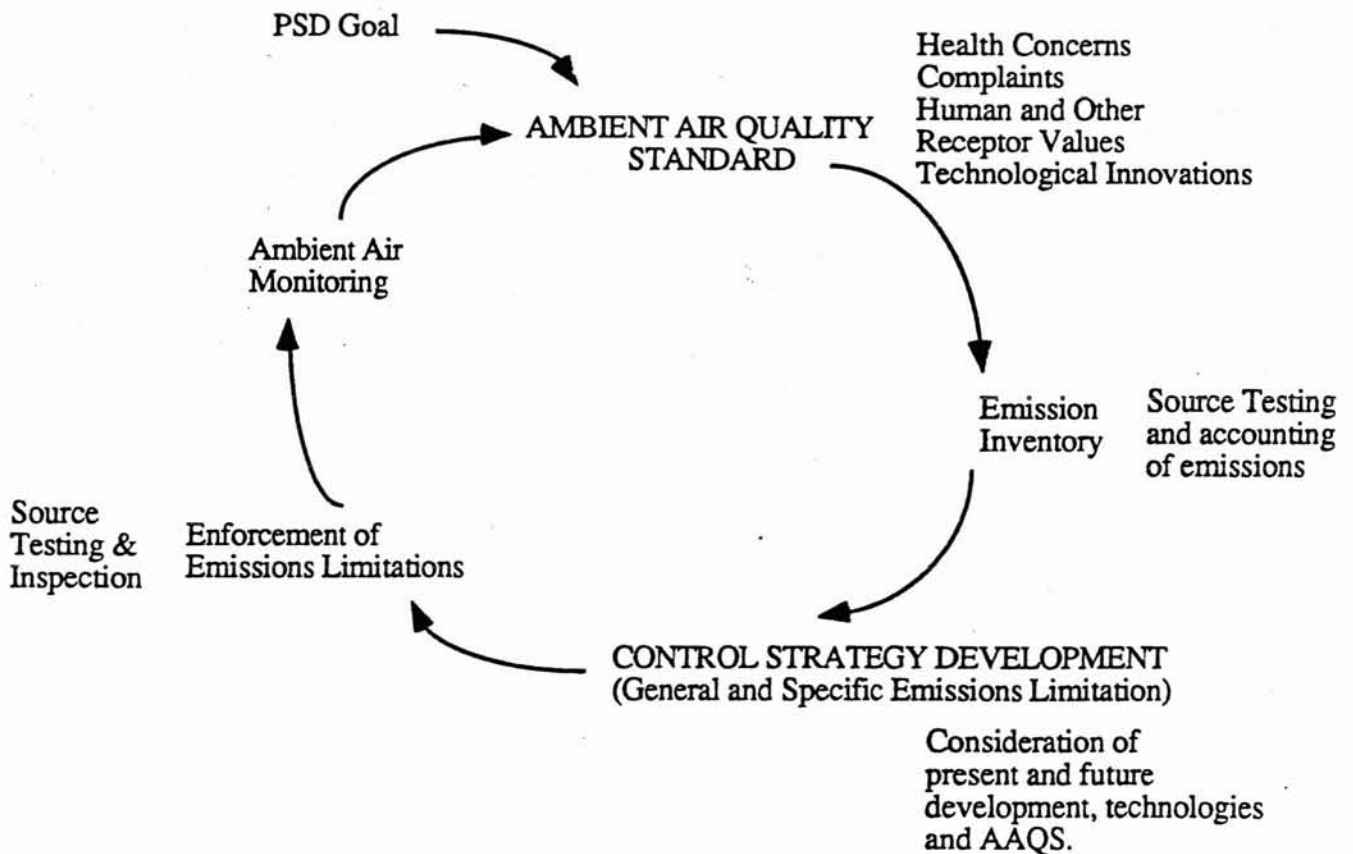 PSD Goal
Health Concerns
Complaints
Human and Other
Receptor Values
Technological Innovations
AMBIENT AIR QUALITY
STANDARD
Ambient Air
Monitoring
Emission
Inventory
Source Testing
and accounting
of emissions
Source
Testing &
Inspection
Enforcement of
Emissions Limitations
CONTROL STRATEGY DEVELOPMENT
(General and Specific Emissions Limitation)
Consideration of
present and future
development, technologies
and AAQS.